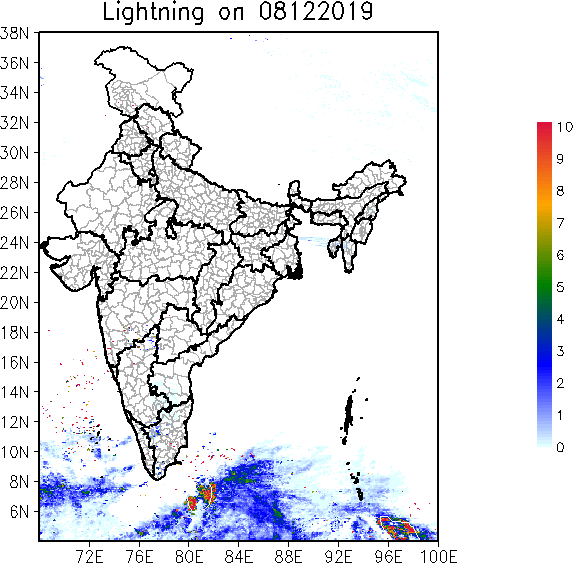 Lightning on 08122019
38N
36N
34N
32N
30N
28N
26N
24N
22N
20N
18N
16N
14N
12N
10N
8N
6N
72E 76E 80E 84E 88E 92E 96E 100E
10
9
8
7
6
5
4
3
2
1
0